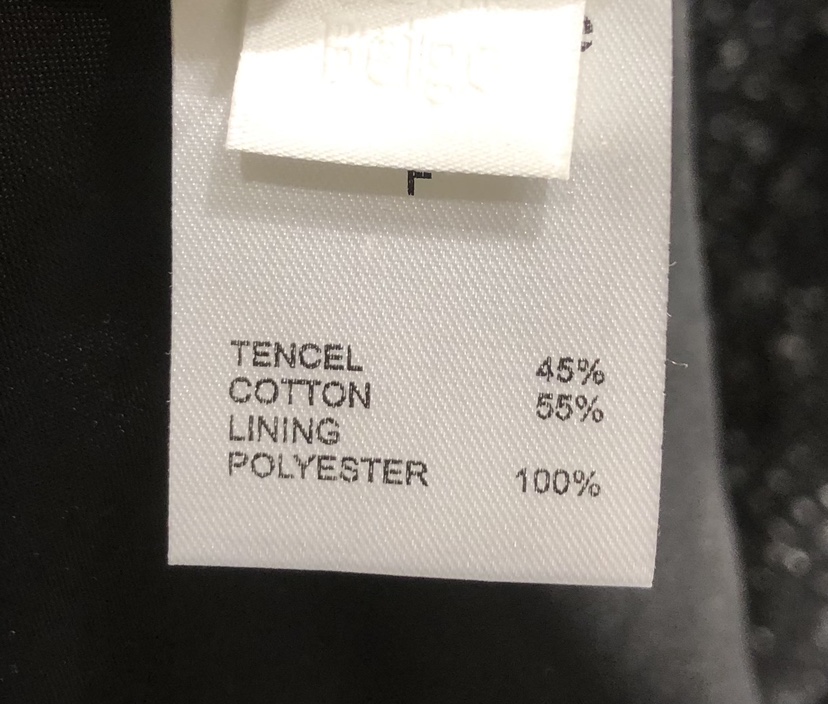 F
TENCEL 45%
COTTON 55%
LINING
POLYESTER 100%